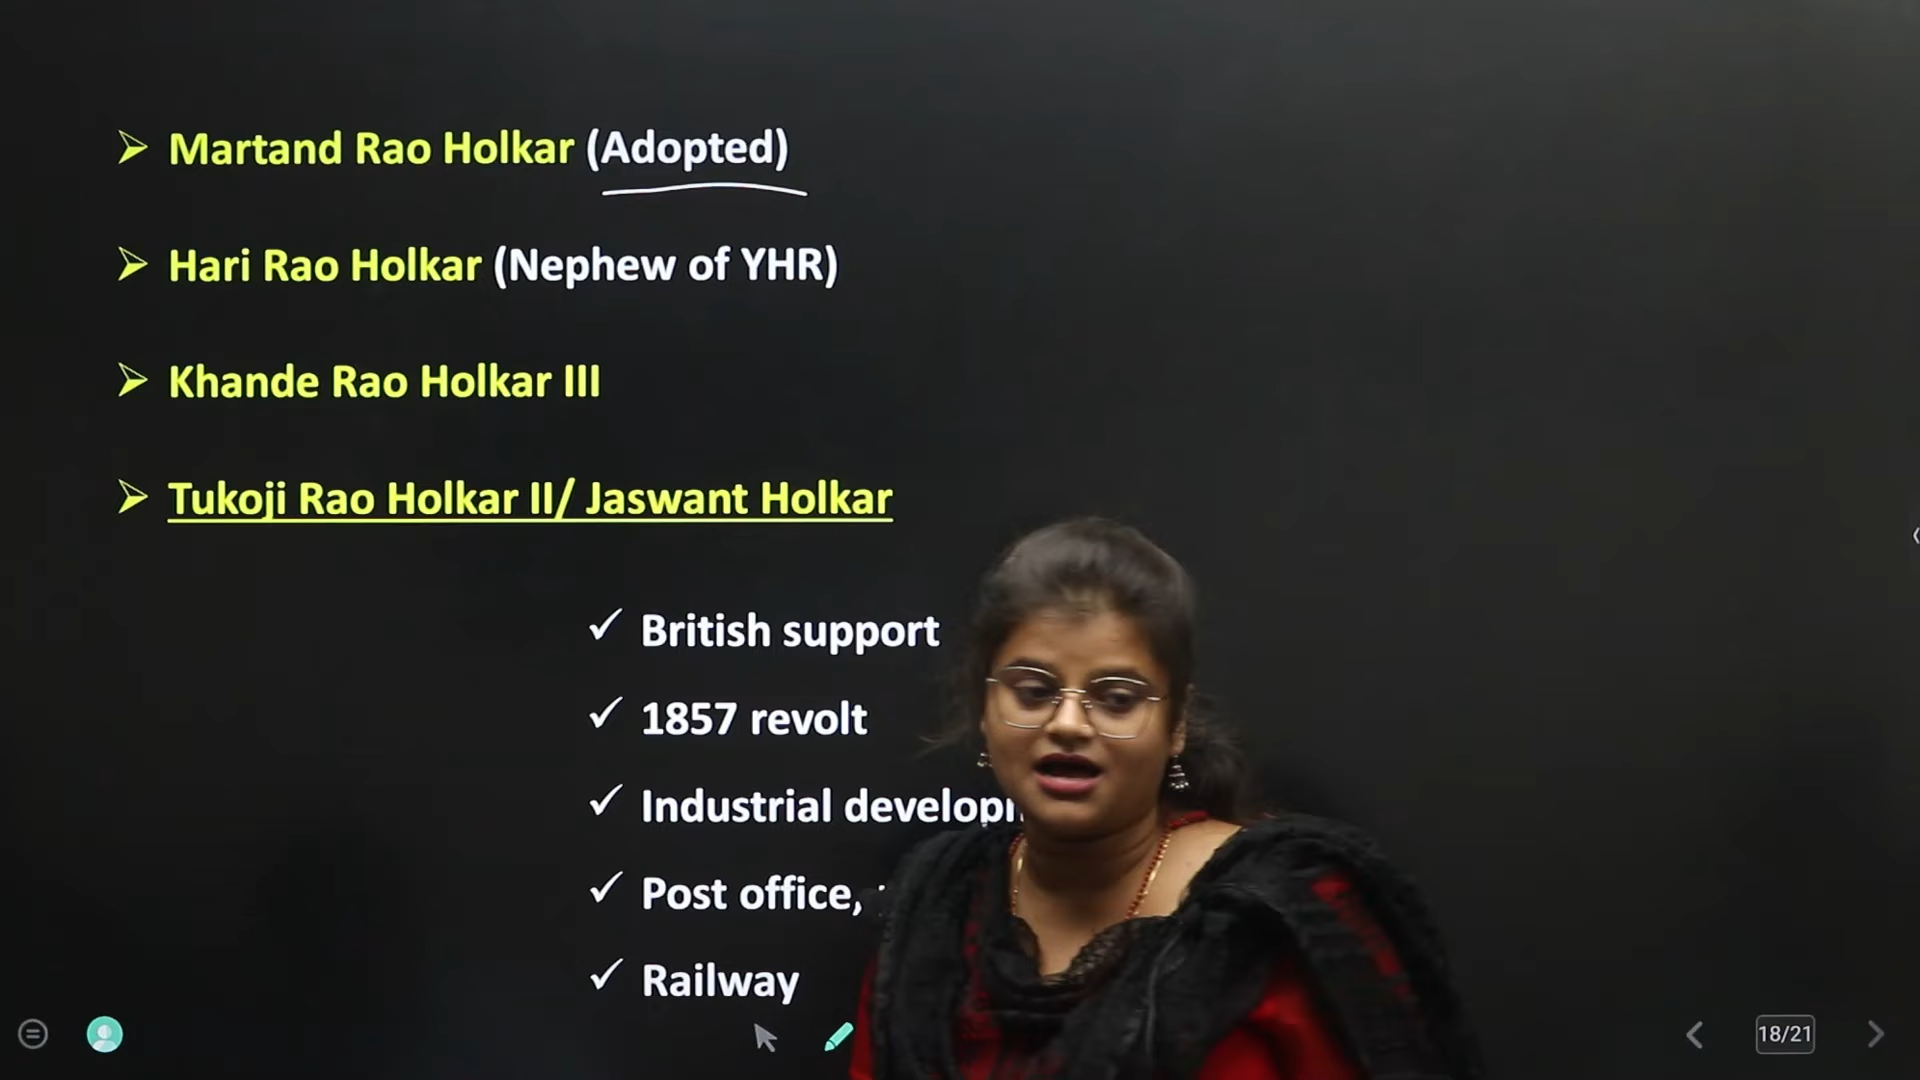 Martand Rao Holkar (Adopted)
Hari Rao Holkar (Nephew of YHR)
Khande Rao Holkar III
Tukoji Rao Holkar II/ Jaswant Holkar
British support
1857 revolt
Industrial
Post office,
Railway
18/21